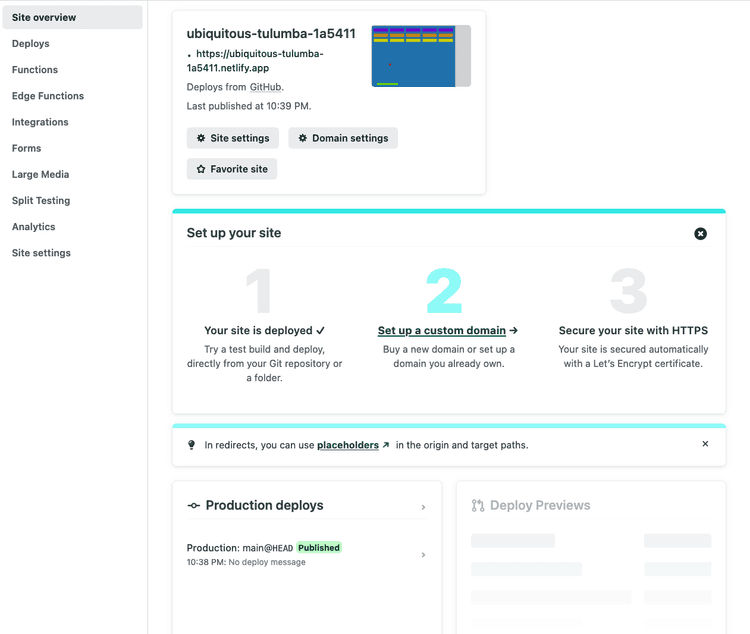 Site overview
Deploys
Functions
Edge Functions
Integrations
Forms
Large Media
Split Testing
Analytics
Site settings
ubiquitous-tulumba-1a5411
https://ubiquitous-tulumba-
1a5411.netlify.app
Deploys from GitHub.
Last published at 10:39 PM.
Site settings
Domain settings
Favorite site
Set up your site
1
Your site is deployed ✓
Try a test build and deploy,
directly from your Git repository or
a folder.
2
Set up a custom domain →
Buy a new domain or set up a
domain you already own.
3
Secure your site with HTTPS
Your site is secured automatically
with a Let's Encrypt certificate.
In redirects, you can use placeholders ↗ in the origin and target paths.
Production deploys
Production: main@HEAD Published
10:38 PM: No deploy message
Deploy Previews